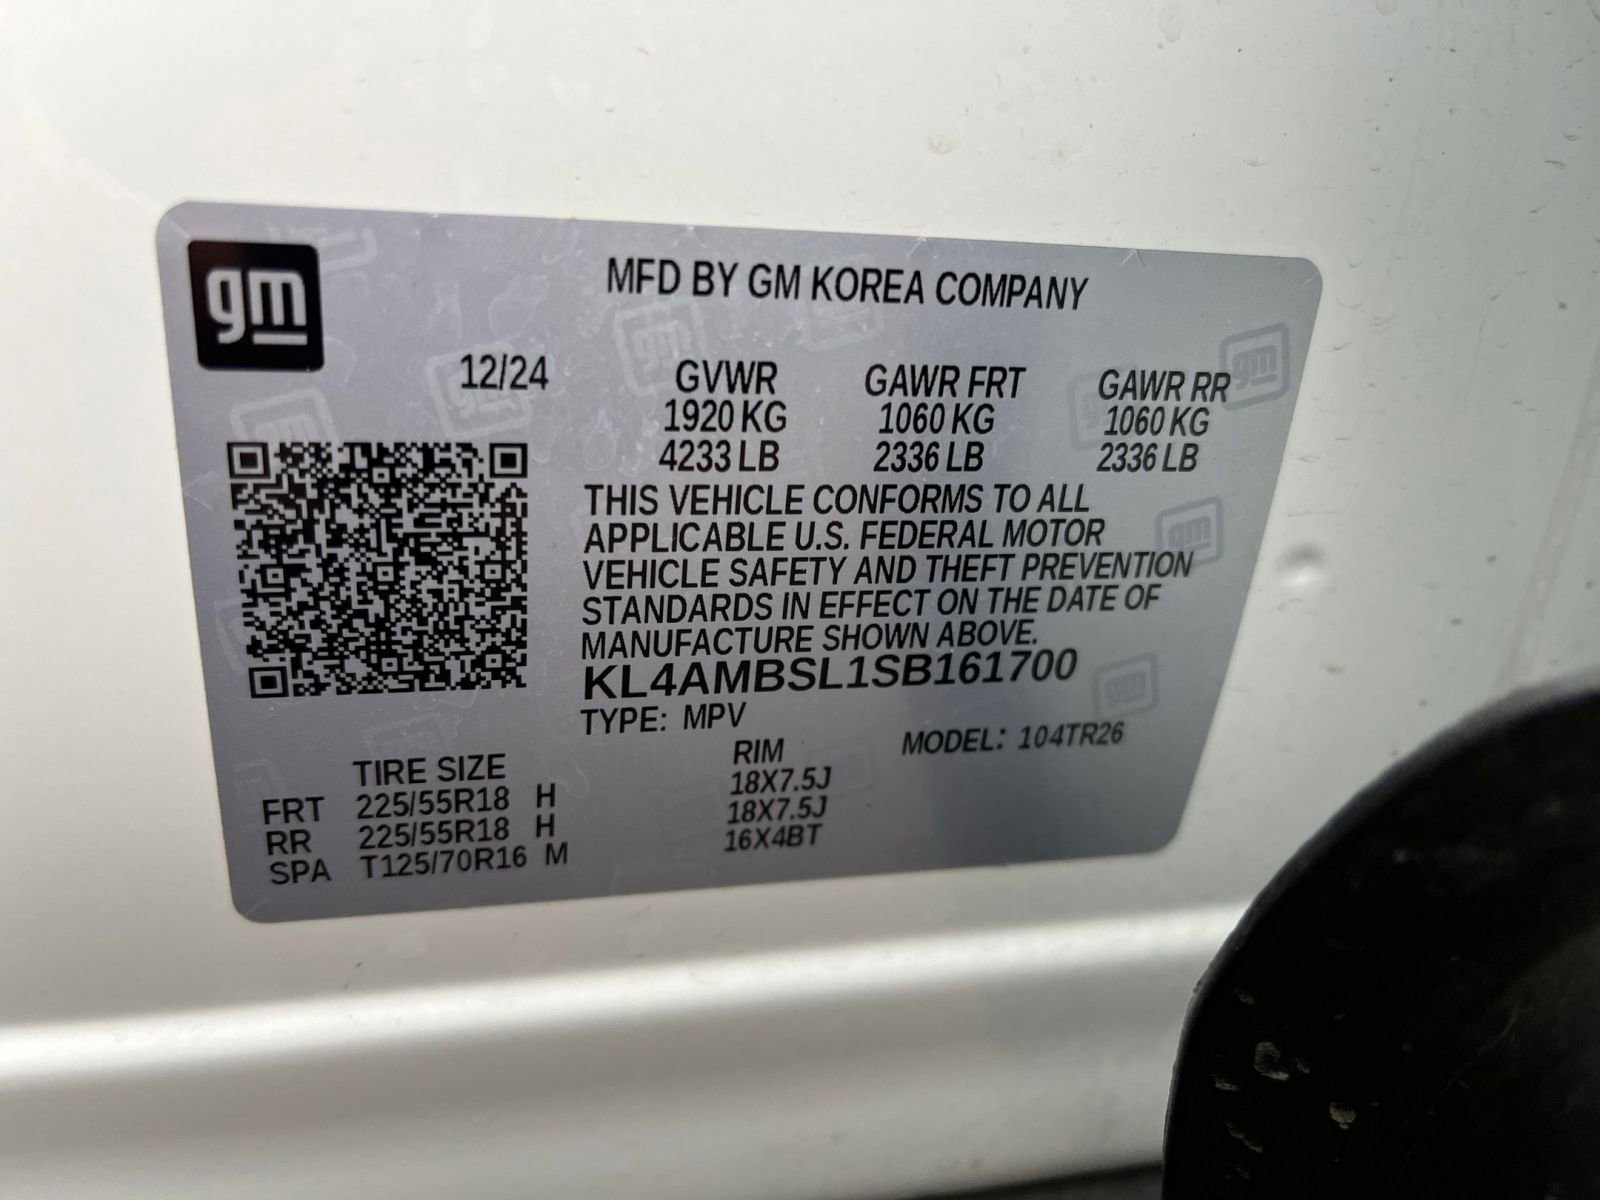 gm
MFD BY GM KOREA COMPANY
12/24
GVWR GAWR FRT GAWR RR
1920 KG 1060 KG 1060 KG
4233 LB 2336 LB 2336 LB
THIS VEHICLE CONFORMS TO ALL
APPLICABLE U.S. FEDERAL MOTOR
VEHICLE SAFETY AND THEFT PREVENTION
STANDARDS IN EFFECT ON THE DATE OF
MANUFACTURE SHOWN ABOVE.
KL4AMBSL1SB161700
TYPE: MPV
MODEL: 104TR26
TIRE SIZE RIM
FRT 225/55R18 H 18X7.5J
RR 225/55R18 H 18X7.5J
SPA T125/70R16 M 16X4BT